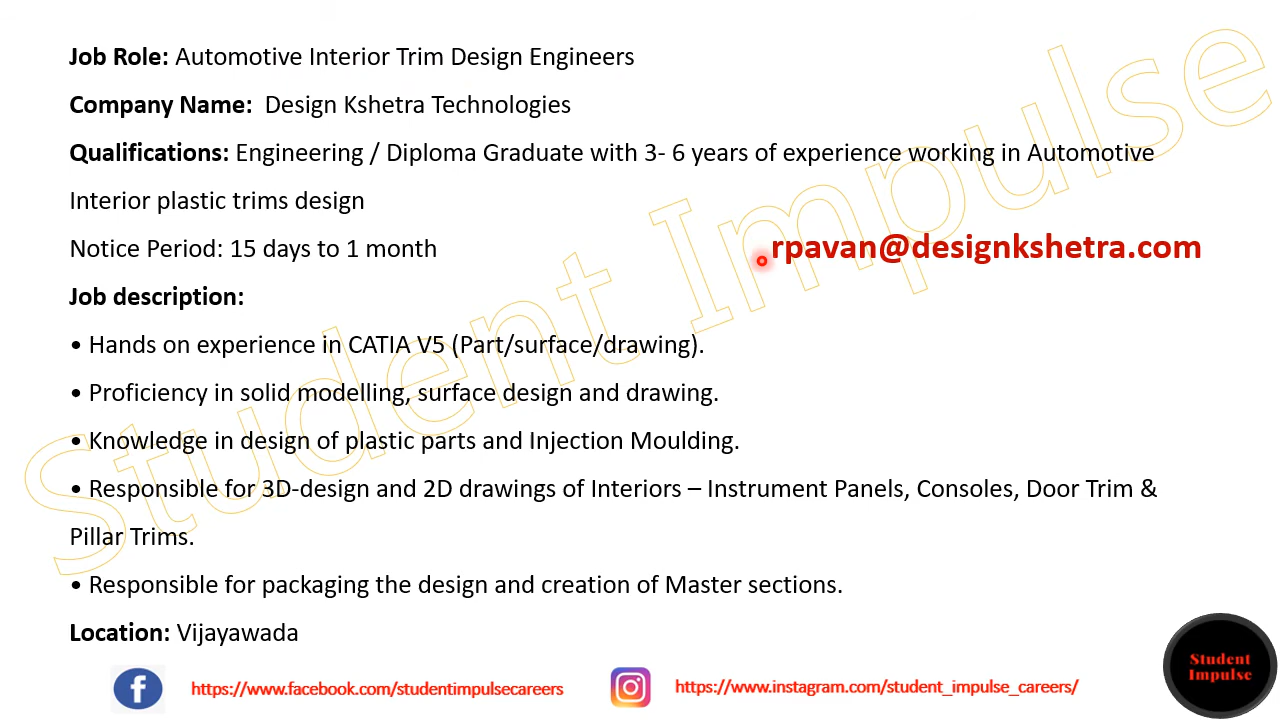 Job Role: Automotive Interior Trim Design Engineers
Company Name:  Design Kshetra Technologies
Qualifications: Engineering / Diploma Graduate with 3- 6 years of experience working in Automotive
Interior plastic trims design
Notice Period: 15 days to 1 month
rpavan@designkshetra.com
Job description:
• Hands on experience in CATIA V5 (Part/surface/drawing).
• Proficiency in solid modelling, surface design and drawing.
• Knowledge in design of plastic parts and Injection Moulding.
• Responsible for 3D-design and 2D drawings of Interiors – Instrument Panels, Consoles, Door Trim &
Pillar Trims.
• Responsible for packaging the design and creation of Master sections.
Location: Vijayawada
https://www.facebook.com/studentimpulsecareers
https://www.instagram.com/student_impulse_careers/
Student
Impulse
Student Impulse